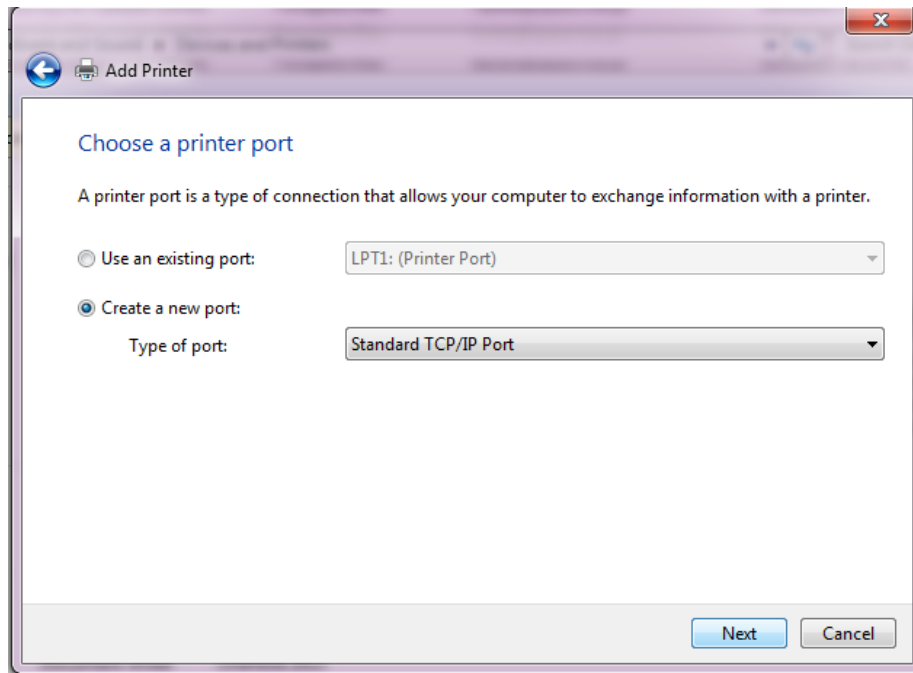 Add Printer
Choose a printer port
A printer port is a type of connection that allows your computer to exchange information with a printer.
Use an existing port: LPT1: (Printer Port)
Create a new port:
Type of port: Standard TCP/IP Port
Next Cancel